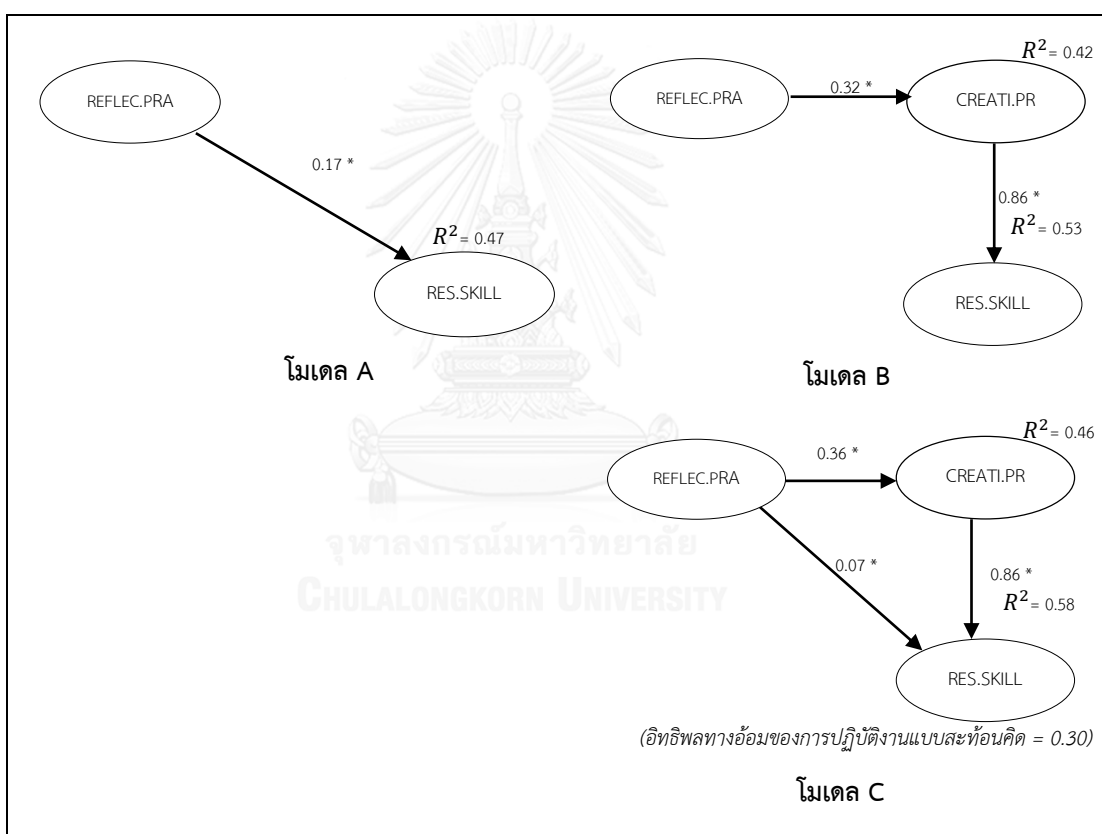 REFLEC.PRA
0.17 *
R² = 0.47
RES.SKILL
โมเดล A
R² = 0.42
REFLEC.PRA
0.32 *
CREATI.PR
0.86 *
R² = 0.53
RES.SKILL
โมเดล B
R² = 0.46
REFLEC.PRA
0.36 *
CREATI.PR
0.07 *
0.86 *
R² = 0.58
RES.SKILL
(อิทธิพลทางอ้อมของการปฏิบัติงานแบบสะท้อนคิด = 0.30)
โมเดล C
จุฬาลงกรณ์มหาวิทยาลัย
CHULALONGKORN UNIVERSITY